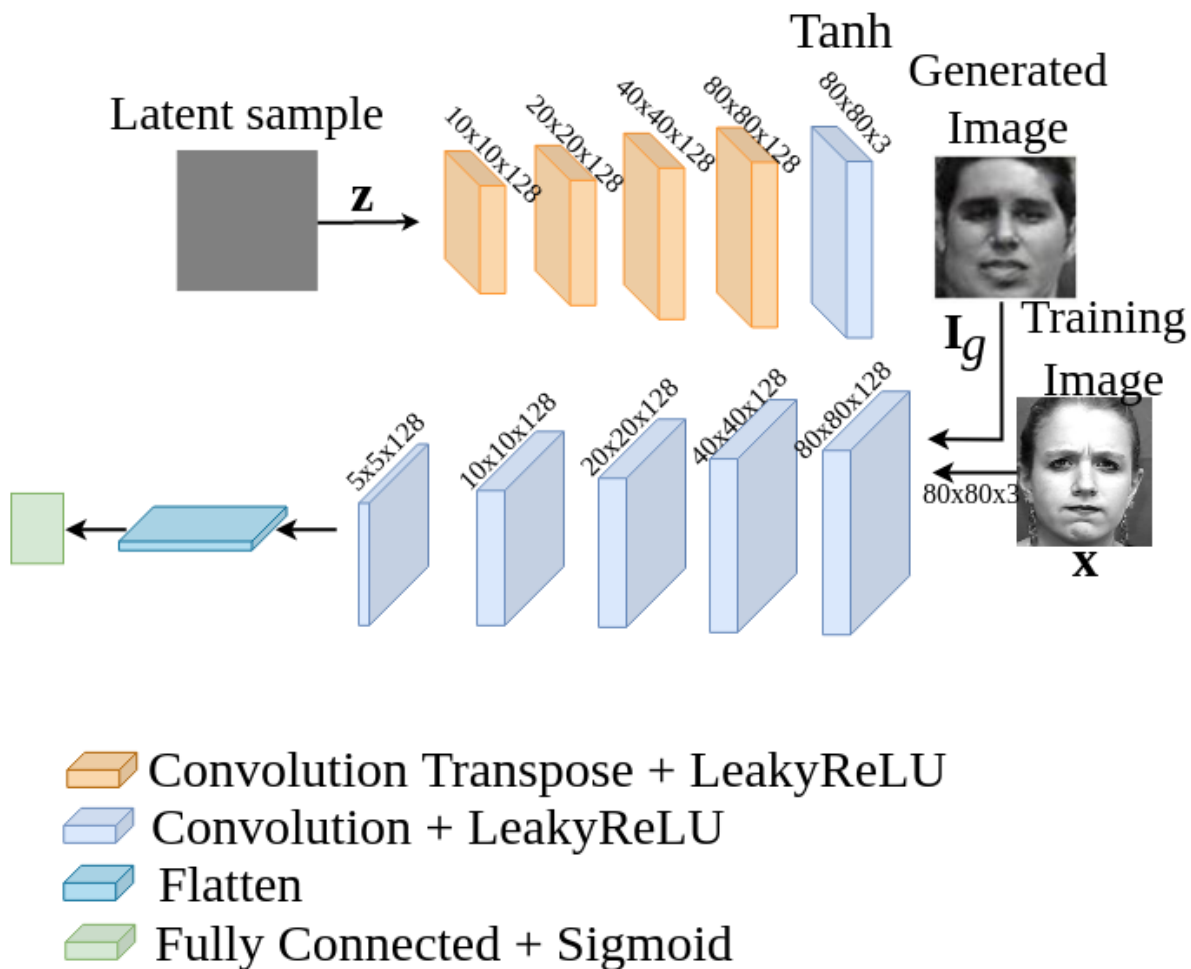 Tanh
Generated
Image
Latent sample
z
10x10x128
20x20x128
40x40x128
80x80x128
80x80x3
I_g
Training
Image
5x5x128
10x10x128
20x20x128
40x40x128
80x80x128
80x80x3
x
Convolution Transpose + LeakyReLU
Convolution + LeakyReLU
Flatten
Fully Connected + Sigmoid